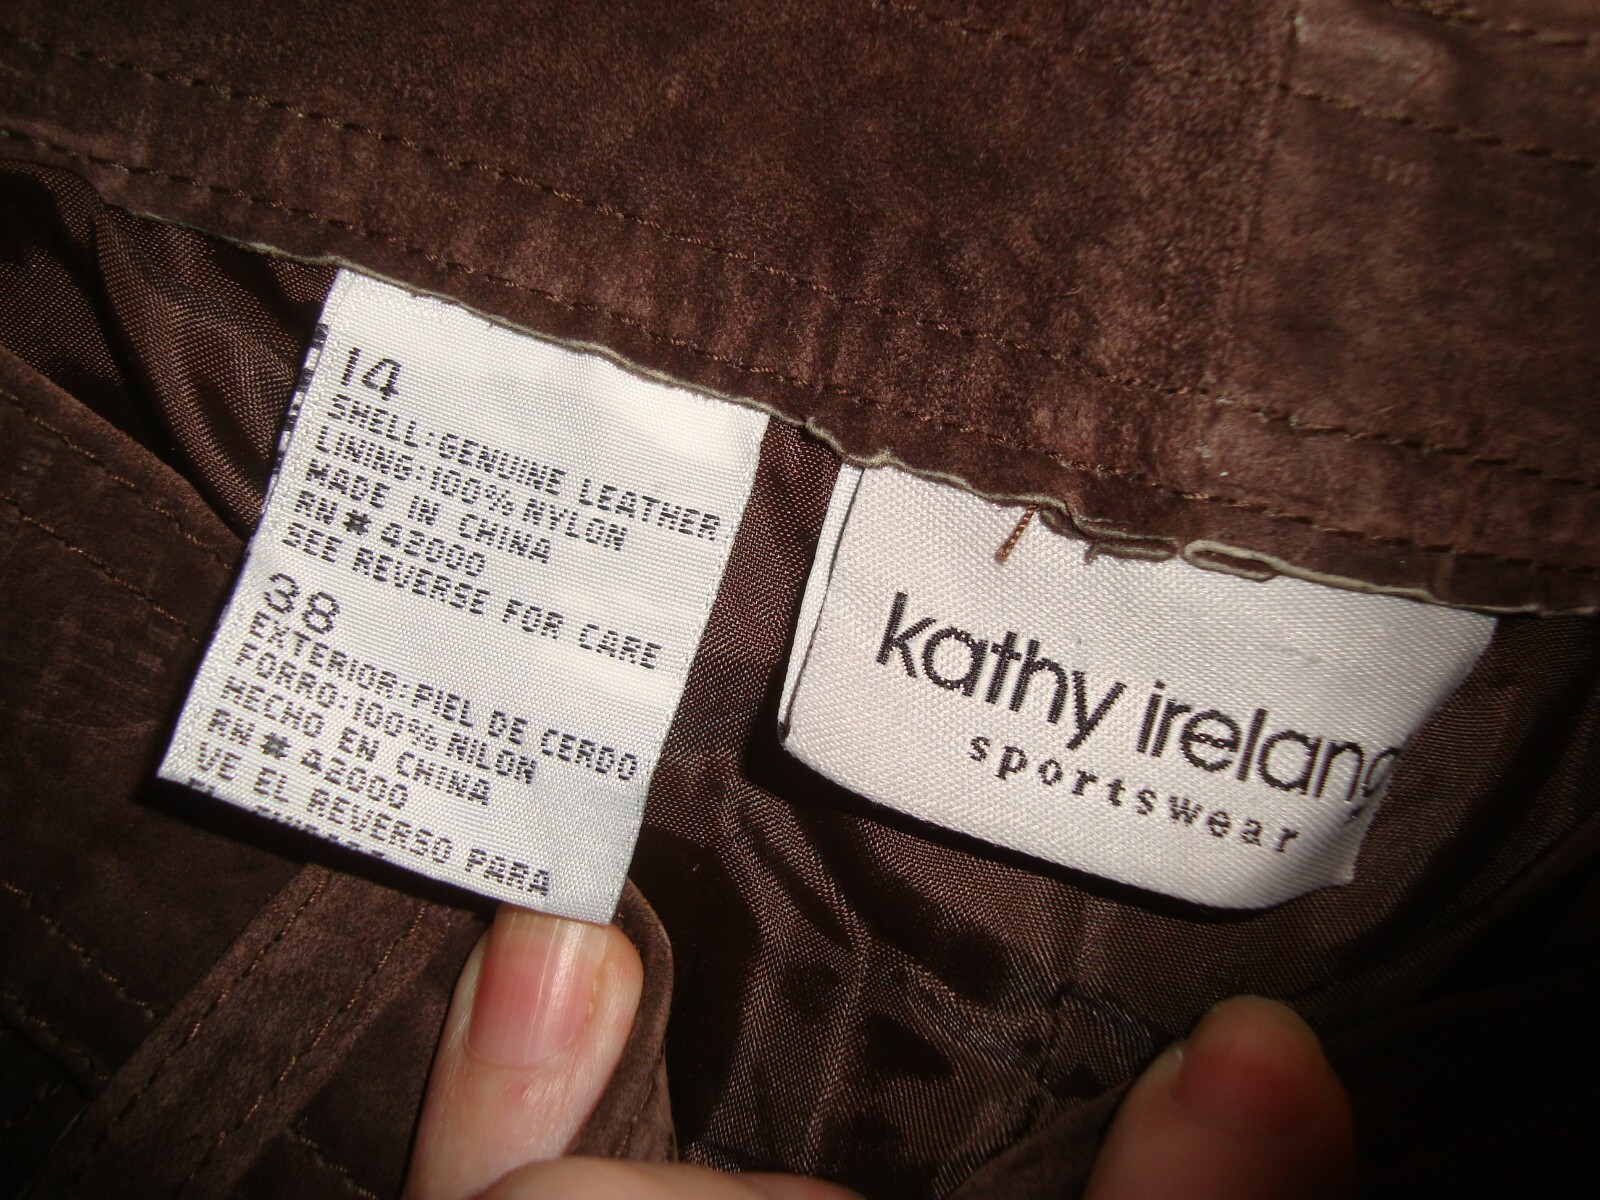 14
SHELL:GENUINE LEATHER
LINING:100% NYLON
MADE IN CHINA
RN # 42000
SEE REVERSE FOR CARE
38
EXTERIOR:PIEL DE CERDO
FORRO:100% NILON
HECHO EN CHINA
RN # 42000
VE EL REVERSO PARA
kathy ireland
sportswear